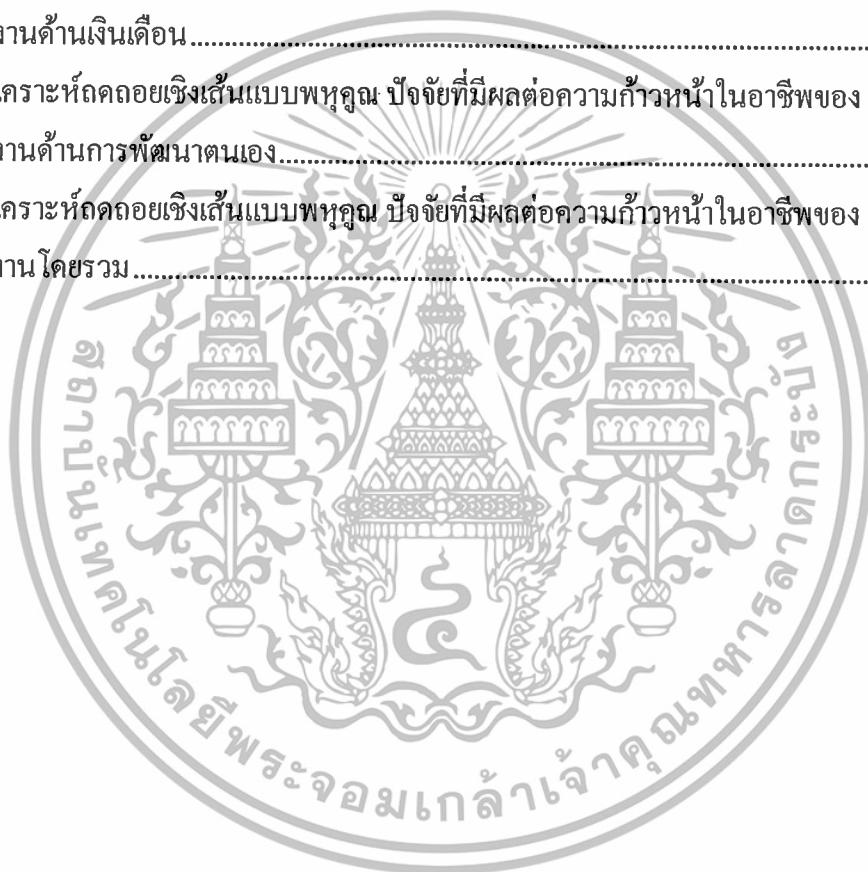 งานด้านเงินเดือน
เคราะห์ถดถอยเชิงเส้นแบบพหุคูณ ปัจจัยที่มีผลต่อความก้าวหน้าในอาชีพของ
งานด้านการพัฒนาตนเอง
เคราะห์ถดถอยเชิงเส้นแบบพหุคูณ ปัจจัยที่มีผลต่อความก้าวหน้าในอาชีพของ
งานโดยรวม
สถาบันเทคโนโลยีพระจอมเกล้าเจ้าคุณทหารลาดกระบัง